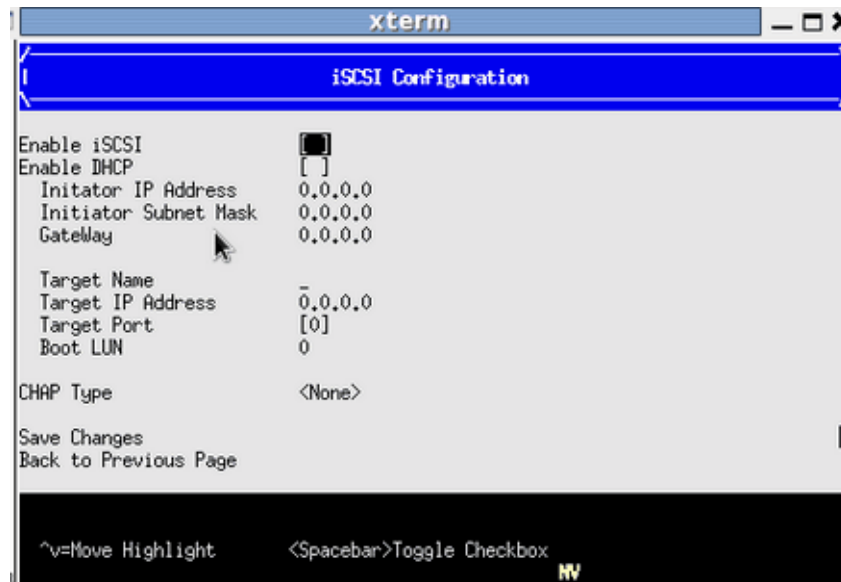 xterm
iSCSI Configuration
Enable iSCSI [ ]
Enable DHCP [ ]
Initator IP Address 0.0.0.0
Initiator Subnet Mask 0.0.0.0
GateWay 0.0.0.0
Target Name _
Target IP Address 0.0.0.0
Target Port [0]
Boot LUN 0
CHAP Type <None>
Save Changes
Back to Previous Page
^v=Move Highlight <Spacebar>Toggle Checkbox
NV